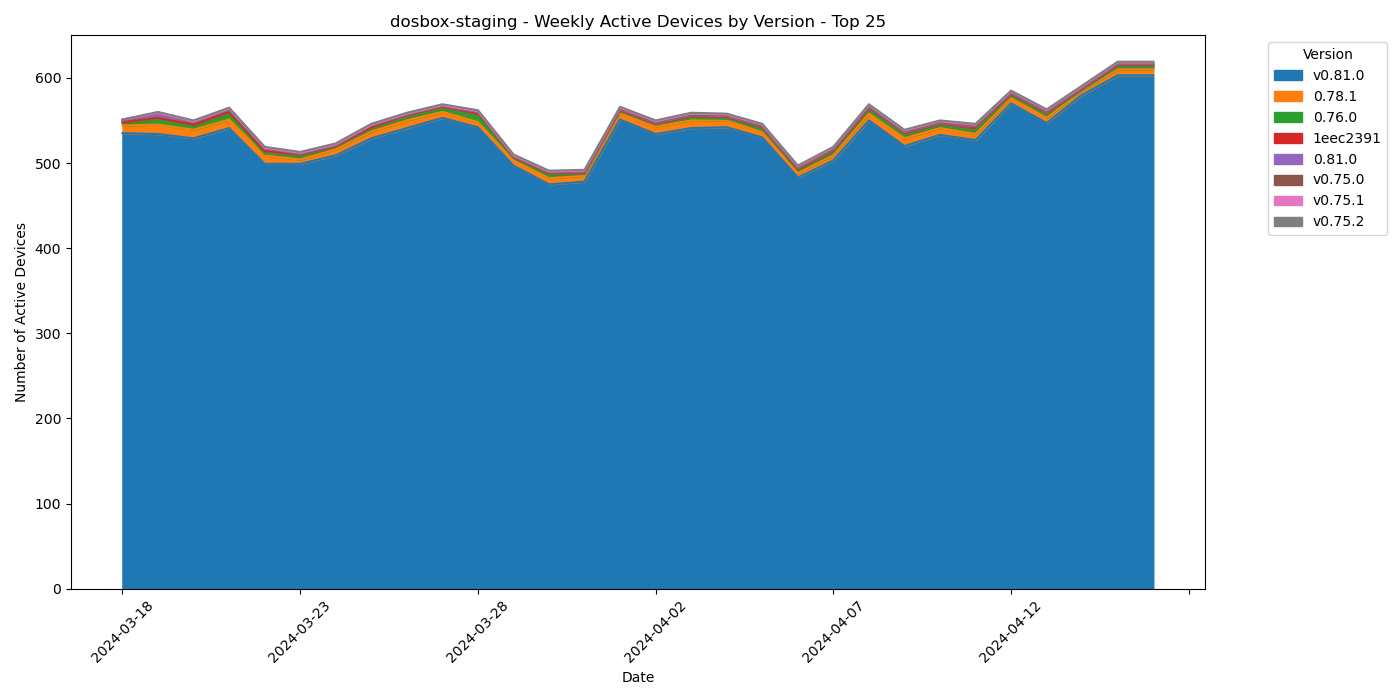 dosbox-staging - Weekly Active Devices by Version - Top 25
Number of Active Devices
600
500
400
300
200
100
0
2024-03-18
2024-03-23
2024-03-28
2024-04-02
2024-04-07
2024-04-12
Date
Version
v0.81.0
0.78.1
0.76.0
1eec2391
0.81.0
v0.75.0
v0.75.1
v0.75.2